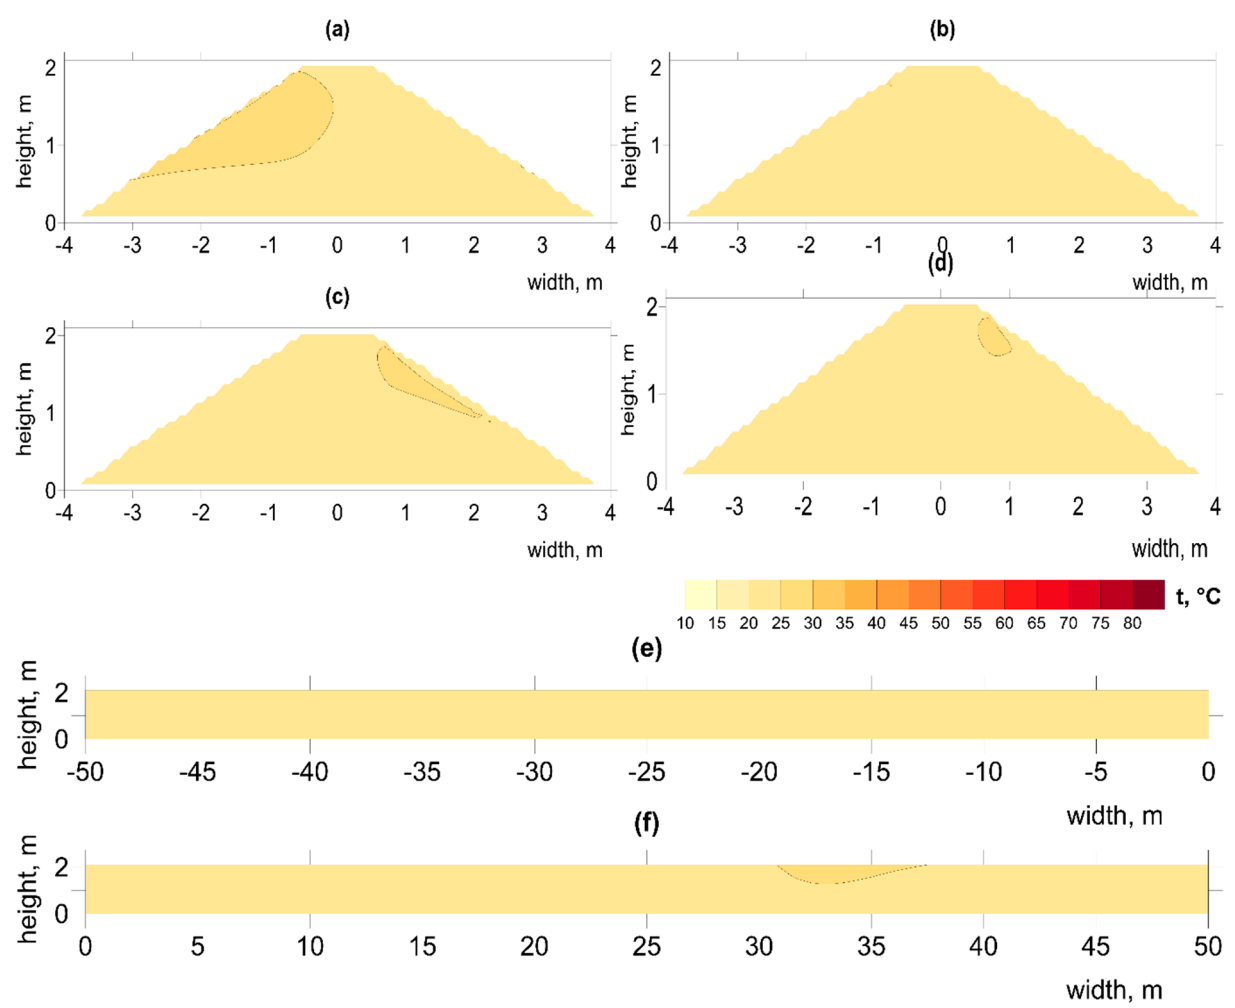 (a)
height, m
2
1
0
-4 -3 -2 -1 0 1 2 3 4
width, m
(b)
height, m
2
1
0
-4 -3 -2 -1 0 1 2 3 4
width, m
(c)
height, m
2
1
0
-4 -3 -2 -1 0 1 2 3 4
width, m
(d)
height, m
2
1
0
-4 -3 -2 -1 0 1 2 3 4
width, m
t, °C
10 15 20 25 30 35 40 45 50 55 60 65 70 75 80
(e)
height, m
2
0
-50 -45 -40 -35 -30 -25 -20 -15 -10 -5 0
width, m
(f)
height, m
2
0
0 5 10 15 20 25 30 35 40 45 50
width, m